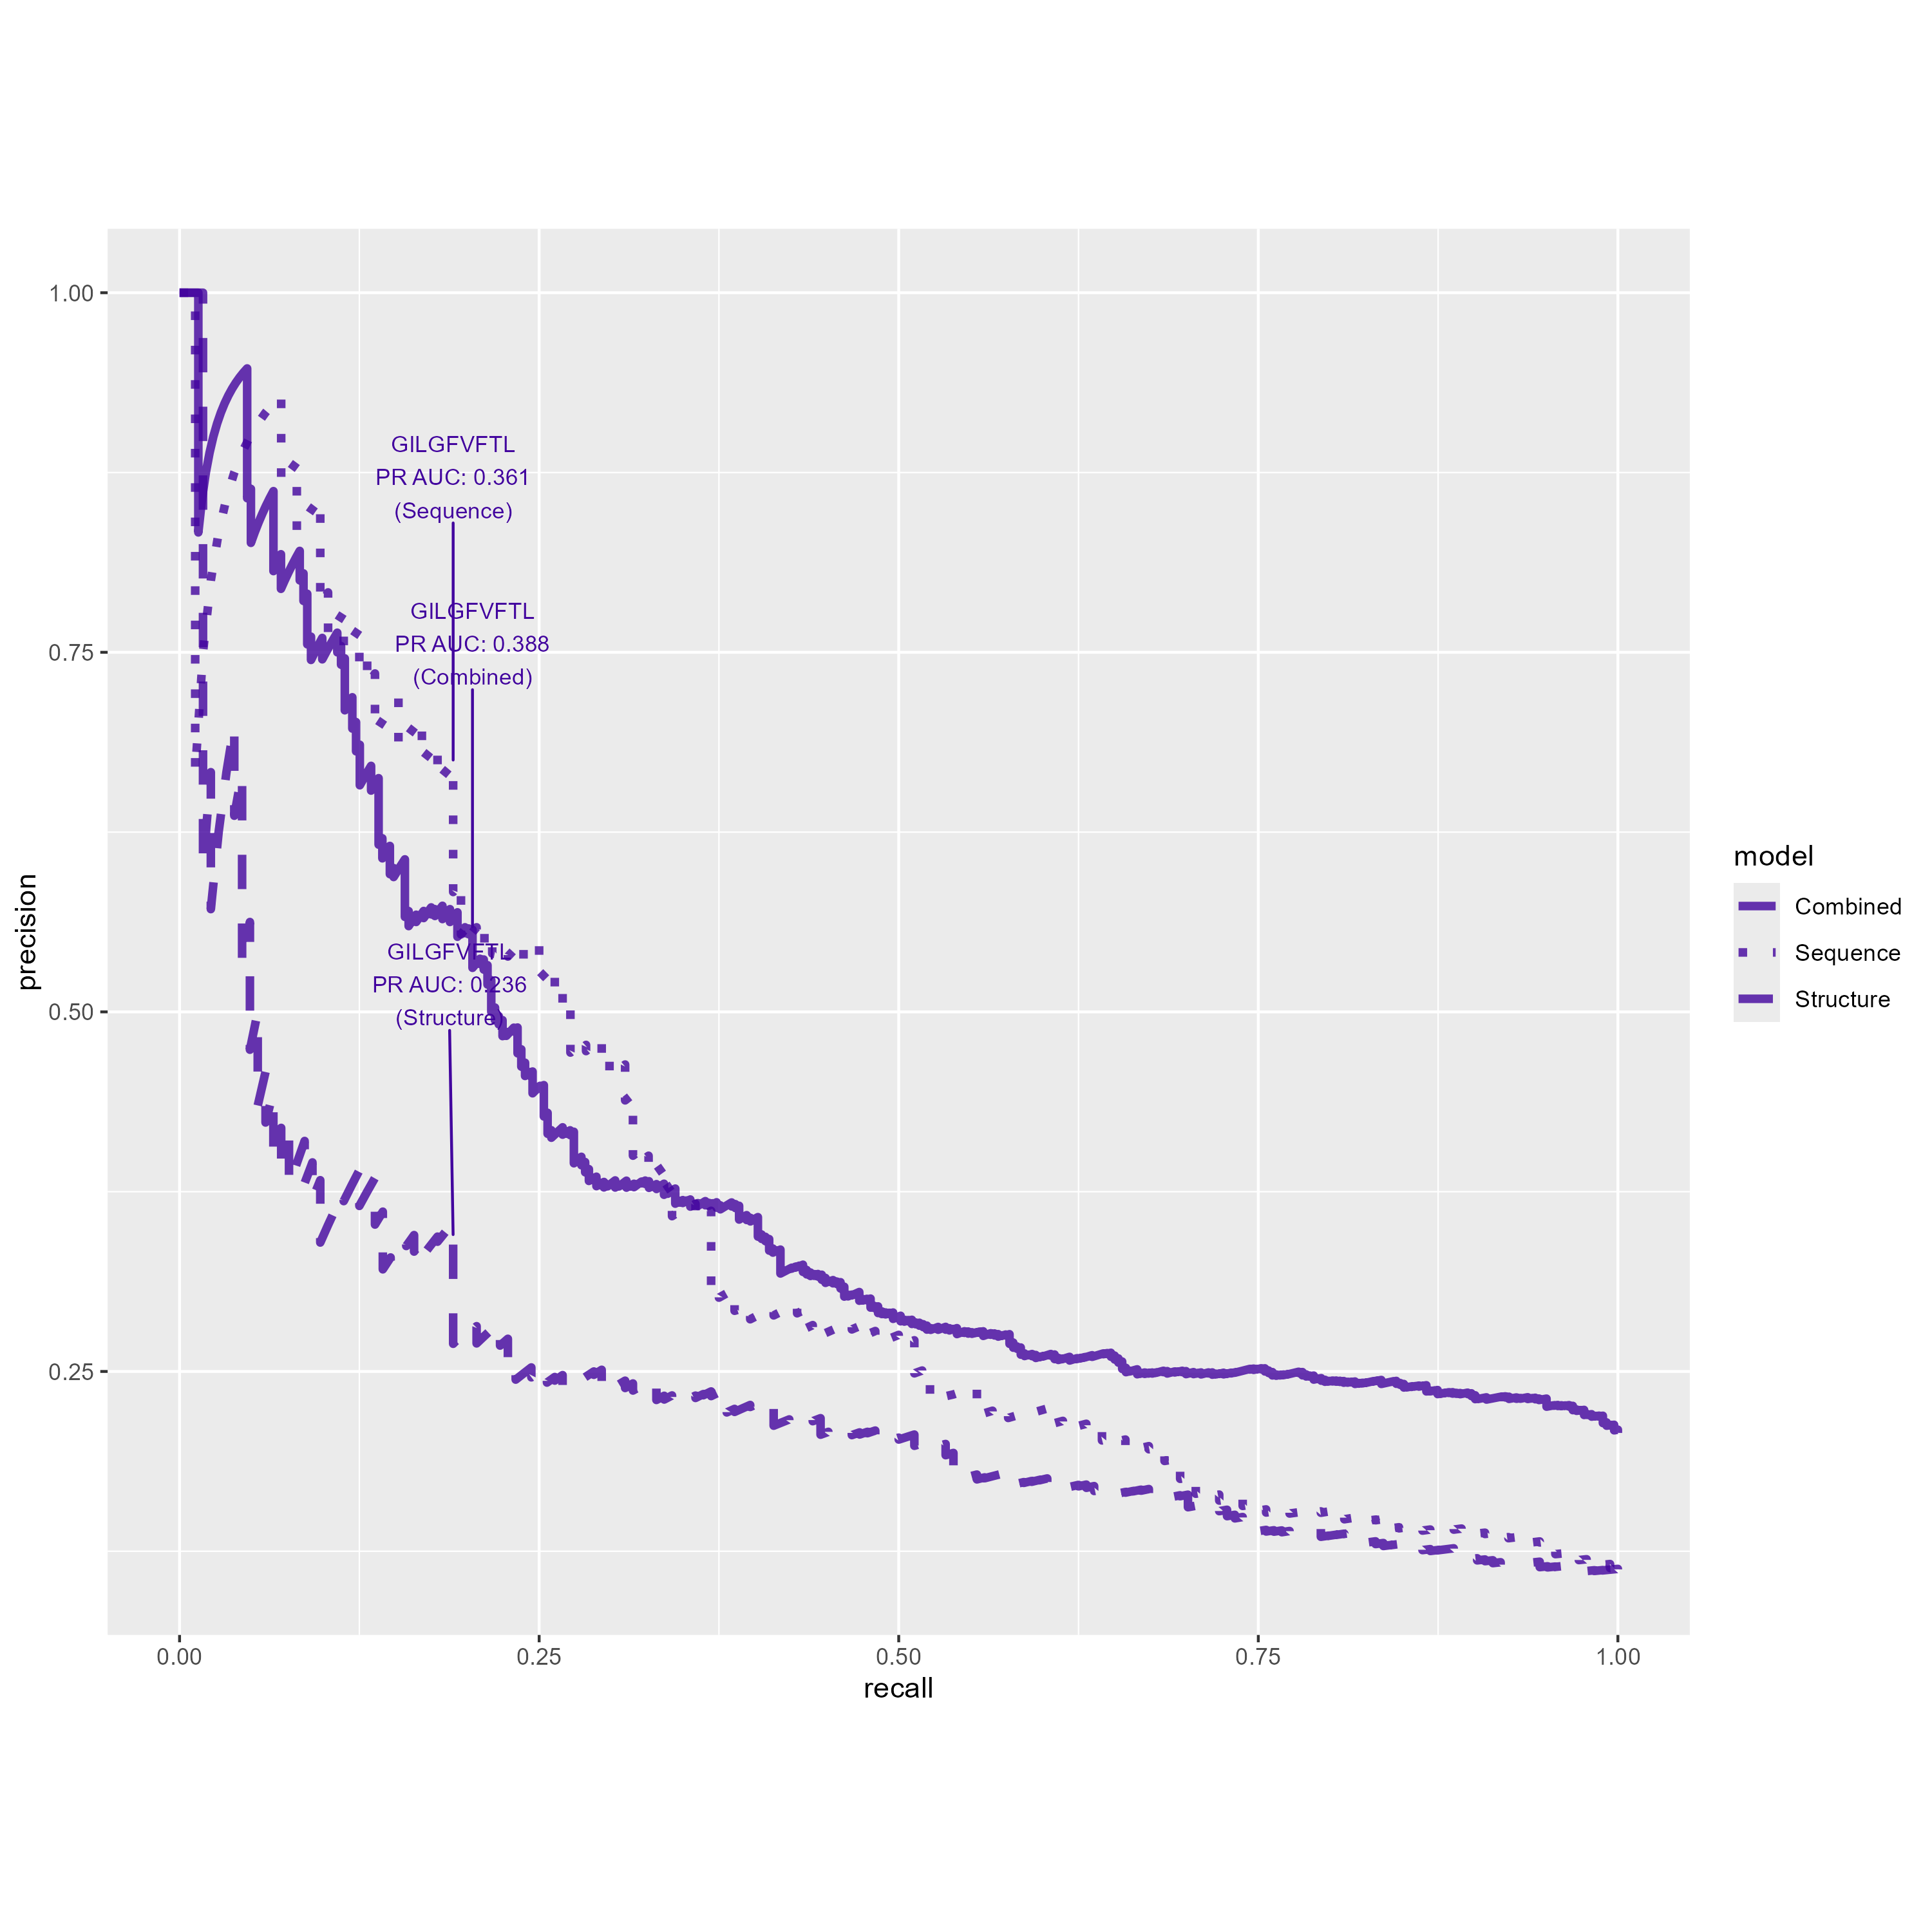 1.00
0.75
0.50
0.25
precision
GILGFVFTL
PR AUC: 0.361
(Sequence)
GILGFVFTL
PR AUC: 0.388
(Combined)
GILGFVFTL
PR AUC: 0.236
(Structure)
0.00 0.25 0.50 0.75 1.00
recall
model
Combined
Sequence
Structure